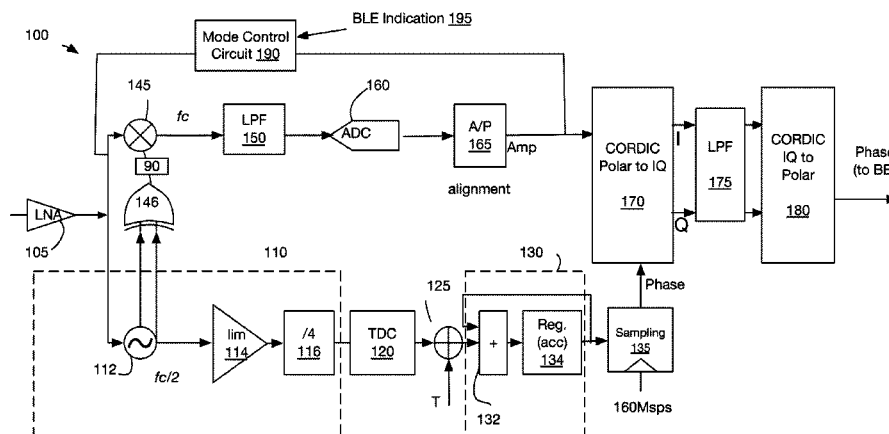 BLE Indication 195
100
Mode Control
Circuit 190
145
160
fc
LPF
150
ADC
A/P
165
Amp
alignment
90
146
LNA
105
CORDIC
Polar to IQ
170
I
Q
LPF
175
CORDIC
IQ to
Polar
180
Phase
(to BB
110
130
125
Phase
112
fc/2
lim
114
/4
116
TDC
120
T
+
132
Reg.
(acc)
134
Sampling
135
160Msps